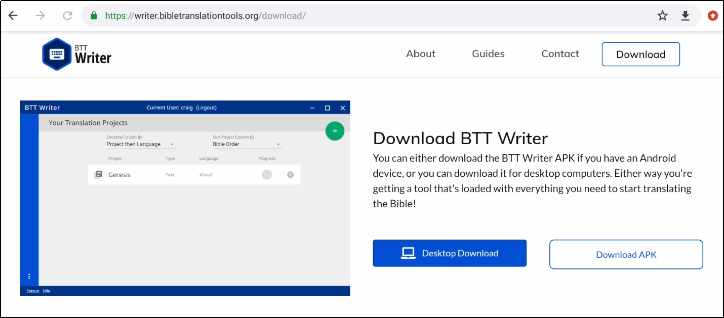 https://writer.bibletranslationtools.org/download/
BTT
Writer
About
Guides
Contact
Download
BTT Writer
Current User: craig (Logout)
Your Translation Projects
Columns To Sort By
Sort Project Column By
Project then Language
Bible Order
Project
Type
Language
Progress
Genesis
Text
Status: Idle
Download BTT Writer
You can either download the BTT Writer APK if you have an Android
device, or you can download it for desktop computers. Either way you're
getting a tool that's loaded with everything you need to start translating
the Bible!
Desktop Download
Download APK